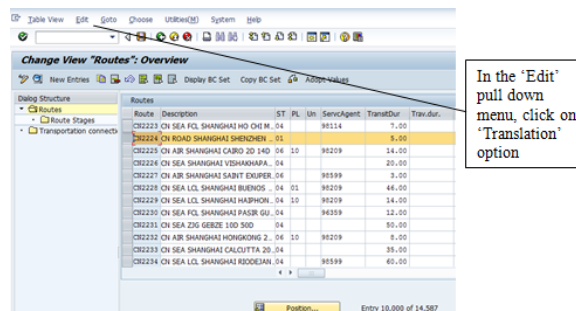 Table View Edit Goto Choose Utilities(M) System Help
Change View "Routes": Overview
New Entries Display BC Set Copy BC Set Adopt Values
Dialog Structure
Routes
Route Stages
Transportation connecti
Routes
Route Description ST PL Un ServcAgent TransitDur Trav.dur.
CN2223 CN SEA FCL SHANGHAI HO CHI M.. 04 98114 7.00
CN2224 CN ROAD SHANGHAI SHENZHEN .. 01 5.00
CN2225 CN AIR SHANGHAI CAIRO 2D 14D 06 10 98209 14.00
CN2226 CN SEA SHANGHAI VISHAKHAPA.. 04 20.00
CN2227 CN AIR SHANGHAI SAINT EXUPER.. 06 98599 3.00
CN2228 CN SEA LCL SHANGHAI BUENOS .. 04 01 98209 46.00
CN2229 CN SEA LCL SHANGHAI HAIPHON.. 04 10 98209 14.00
CN2230 CN SEA FCL SHANGHAI PASIR GU.. 04 96359 12.00
CN2231 CN SEA ZJG GEBZE 10D 50D 04 50.00
CN2232 CN AIR SHANGHAI HONGKONG 2.. 06 10 98209 8.00
CN2233 CN SEA SHANGHAI CALCUTTA 20.. 04 35.00
CN2234 CN SEA LCL SHANGHAI RIODEJAN.. 04 98599 60.00
Position... Entry 10.000 of 14.587
In the ‘Edit’
pull down
menu, click on
‘Translation’
option